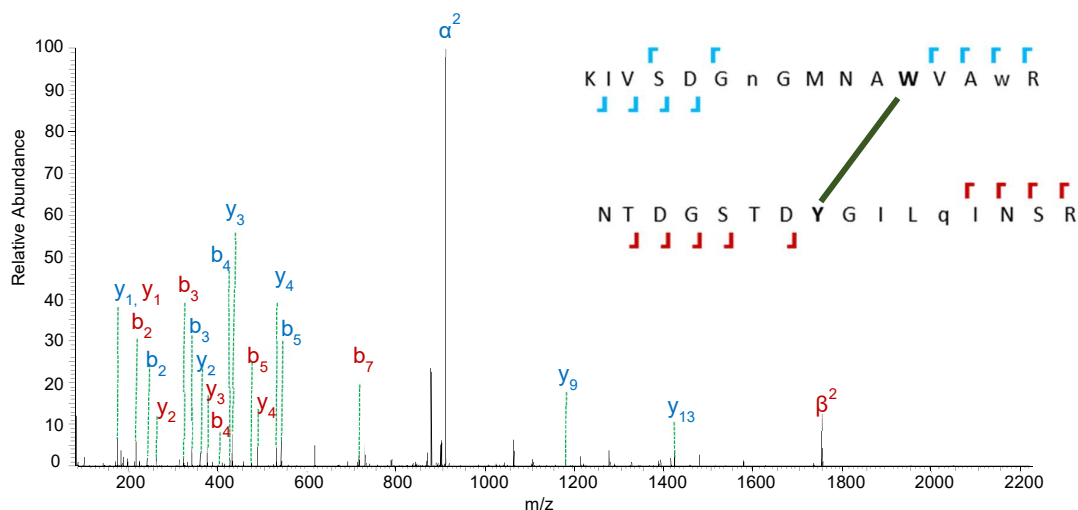 α2
100
90
80
70
60
50
40
30
20
10
0
Relative Abundance
200 400 600 800 1000 1200 1400 1600 1800 2000 2200
m/z
y1, y1
b2
b2
y2
b3
b3
y2
y3
b4
b4
y3
b5
y4
y4
b5
b7
y9
y13
β2
K I V S D G n G M N A W V A w R
N T D G S T D Y G I L q I N S R